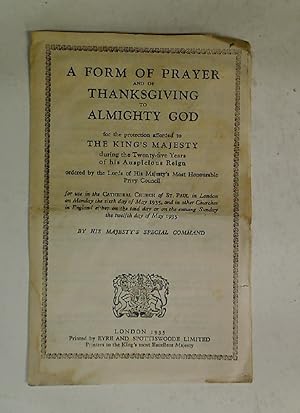 A FORM OF PRAYER
AND OF
THANKSGIVING
TO
ALMIGHTY GOD
for the protection afforded to
THE KING'S MAJESTY
during the Twenty-five Years
of his Auspicious Reign
ordered by the Lords of His Majesty's Most Honourable
Privy Council
for use in the CATHEDRAL CHURCH OF ST. PAUL in London
on Monday the sixth day of May 1935, and in other Churches
in England either on the said day or on the ensuing Sunday
the twelfth day of May 1935
BY HIS MAJESTY'S SPECIAL COMMAND
LONDON 1935
Printed by EYRE AND SPOTTISWOODE LIMITED
Printers to the King's most Excellent Majesty